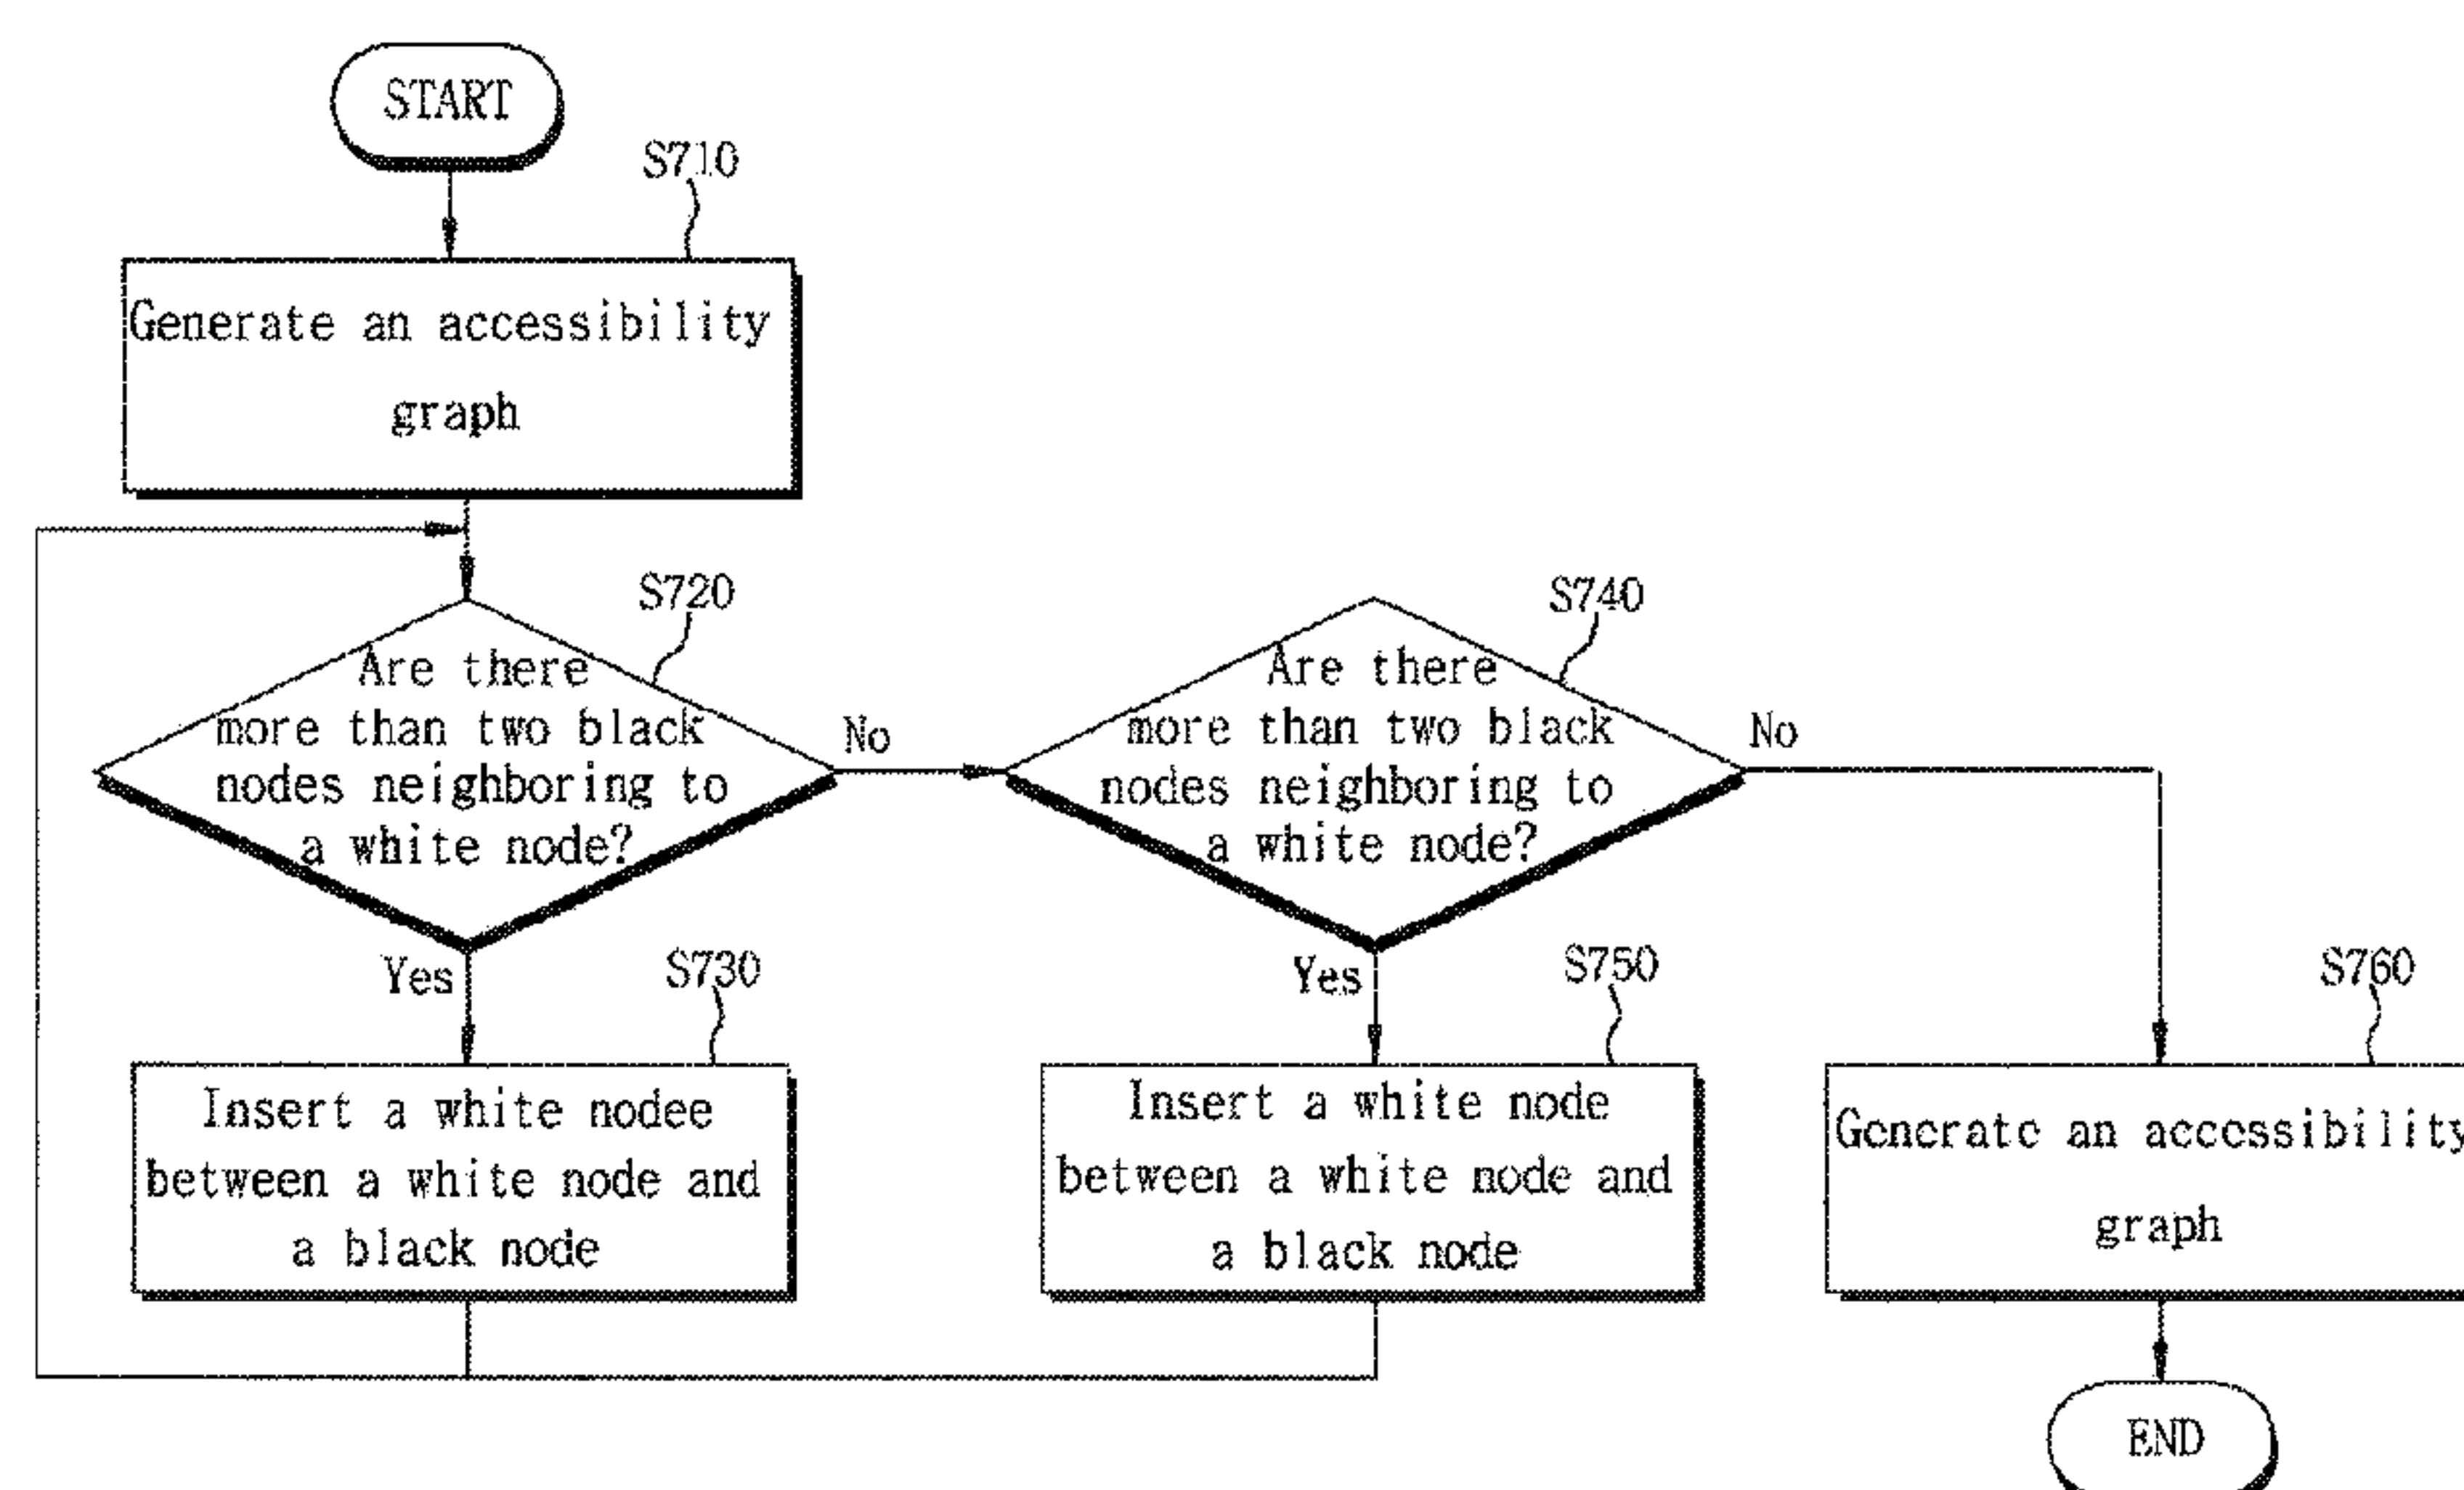 START
S710
Generate an accessibility
graph
S720
Are there
more than two black
nodes neighboring to
a white node?
No
Yes
S730
Insert a white nodee
between a white node and
a black node
S740
Are there
more than two black
nodes neighboring to
a white node?
No
Yes
S750
Insert a white node
between a white node and
a black node
S760
Generate an accessibility
graph
END